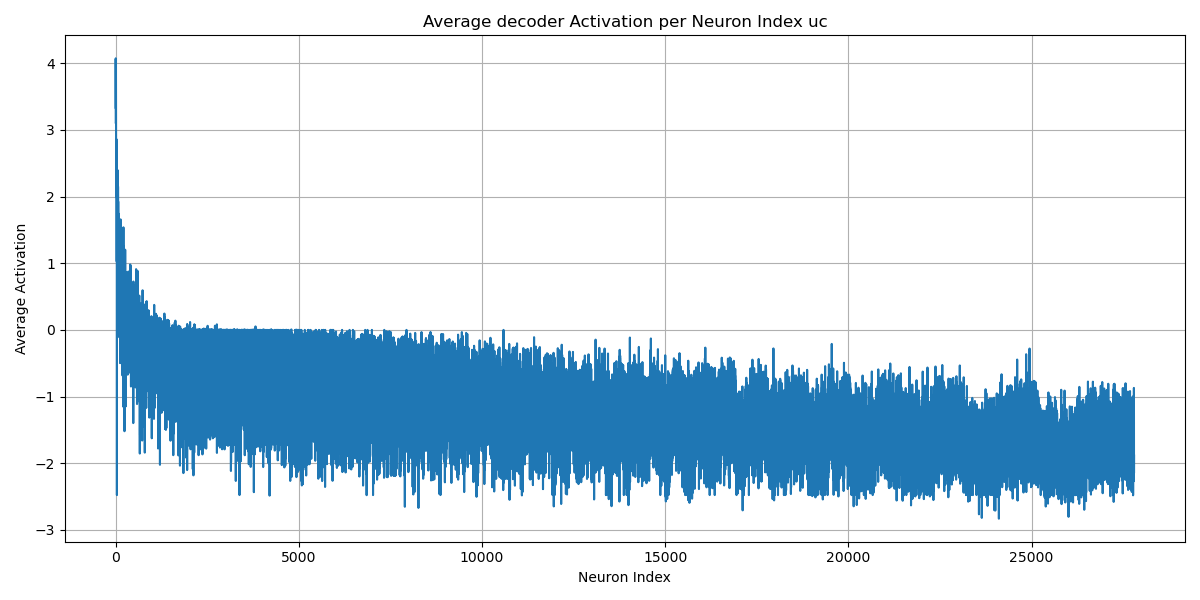 Average decoder Activation per Neuron Index uc
4
3
2
1
0
−1
−2
−3
Average Activation
0 5000 10000 15000 20000 25000
Neuron Index